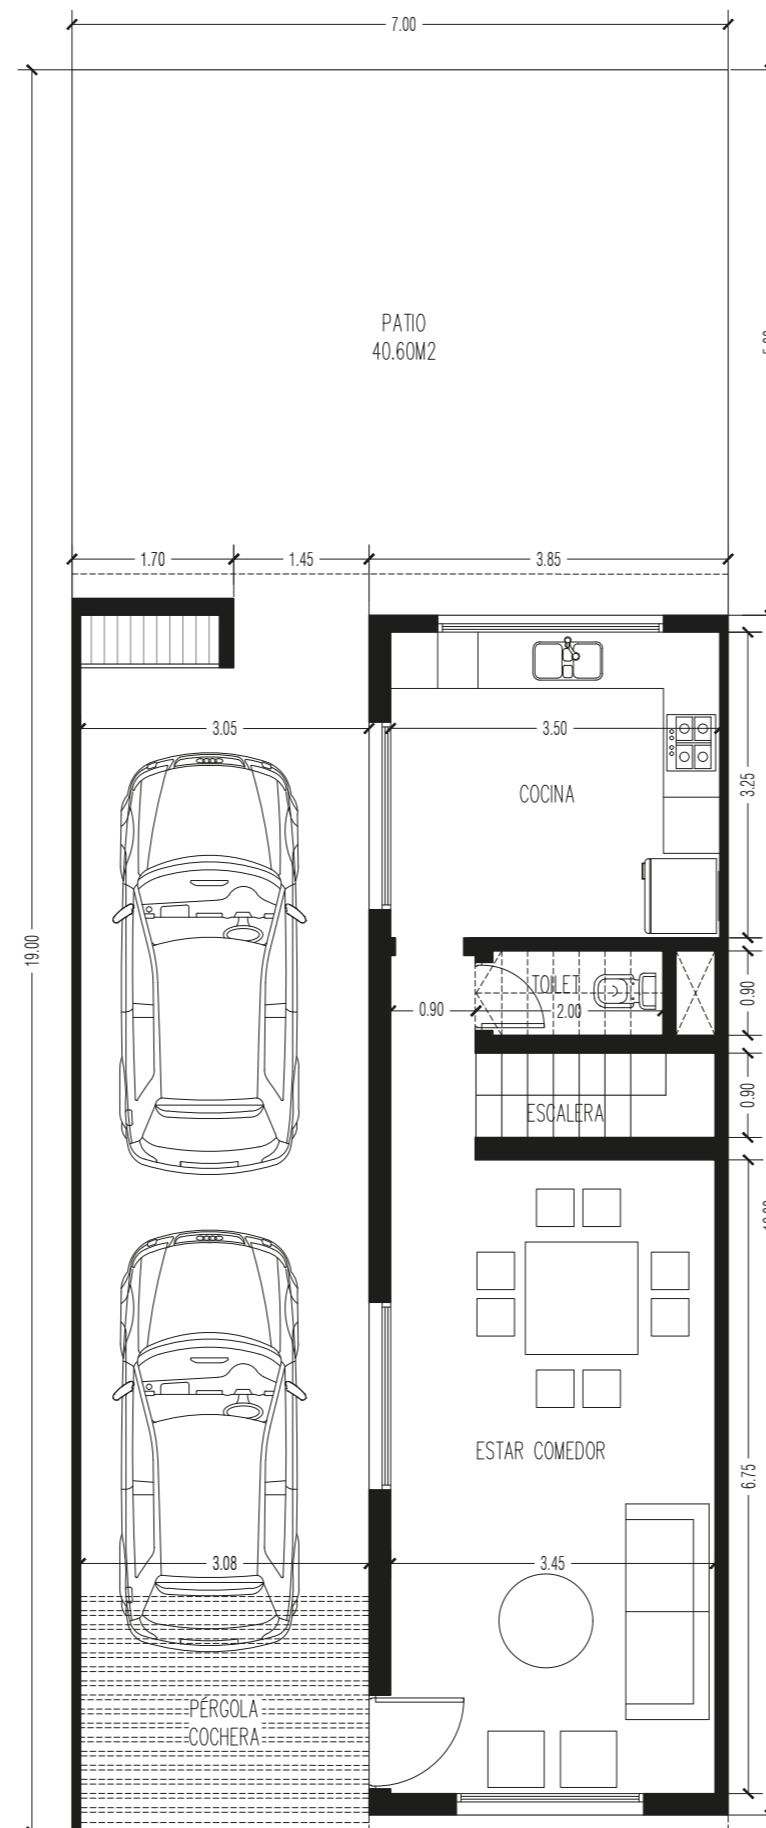 7.00
PATIO
40.60M2
1.70
1.45
3.85
3.05
3.50
3.25
COCINA
19.00
TOILET
0.90
2.00
0.90
ESCALERA
0.90
ESTAR COMEDOR
6.75
3.08
3.45
PÉRGOLA
COCHERA